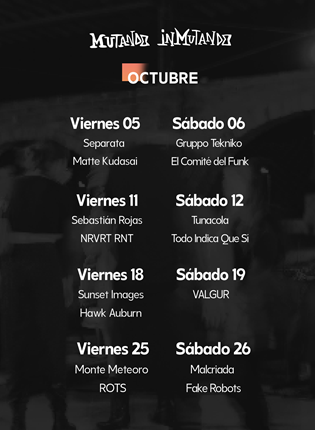 MUTANDE INMUTANDE
OCTUBRE
Viernes 05
Separata
Matte Kudasai
Sábado 06
Gruppo Tekniko
El Comité del Funk
Viernes 11
Sebastián Rojas
NRVRT RNT
Sábado 12
Tunacola
Todo Indica Que Si
Viernes 18
Sunset Images
Hawk Auburn
Sábado 19
VALGUR
Viernes 25
Monte Meteoro
ROTS
Sábado 26
Malcriada
Fake Robots